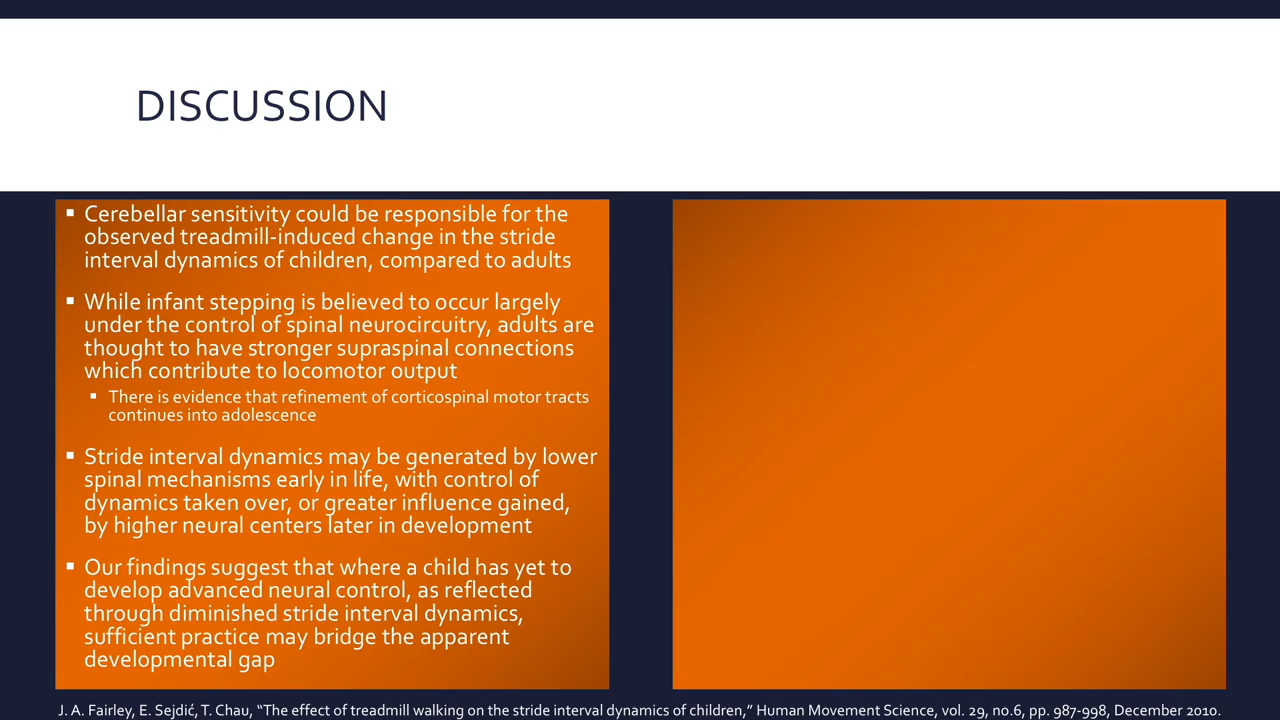 DISCUSSION
▪ Cerebellar sensitivity could be responsible for the
observed treadmill-induced change in the stride
interval dynamics of children, compared to adults
▪ While infant stepping is believed to occur largely
under the control of spinal neurocircuitry, adults are
thought to have stronger supraspinal connections
which contribute to locomotor output
▪ There is evidence that refinement of corticospinal motor tracts
continues into adolescence
▪ Stride interval dynamics may be generated by lower
spinal mechanisms early in life, with control of
dynamics taken over, or greater influence gained,
by higher neural centers later in development
▪ Our findings suggest that where a child has yet to
develop advanced neural control, as reflected
through diminished stride interval dynamics,
sufficient practice may bridge the apparent
developmental gap
J. A. Fairley, E. Sejdić, T. Chau, “The effect of treadmill walking on the stride interval dynamics of children,” Human Movement Science, vol. 29, no.6, pp. 987-998, December 2010.